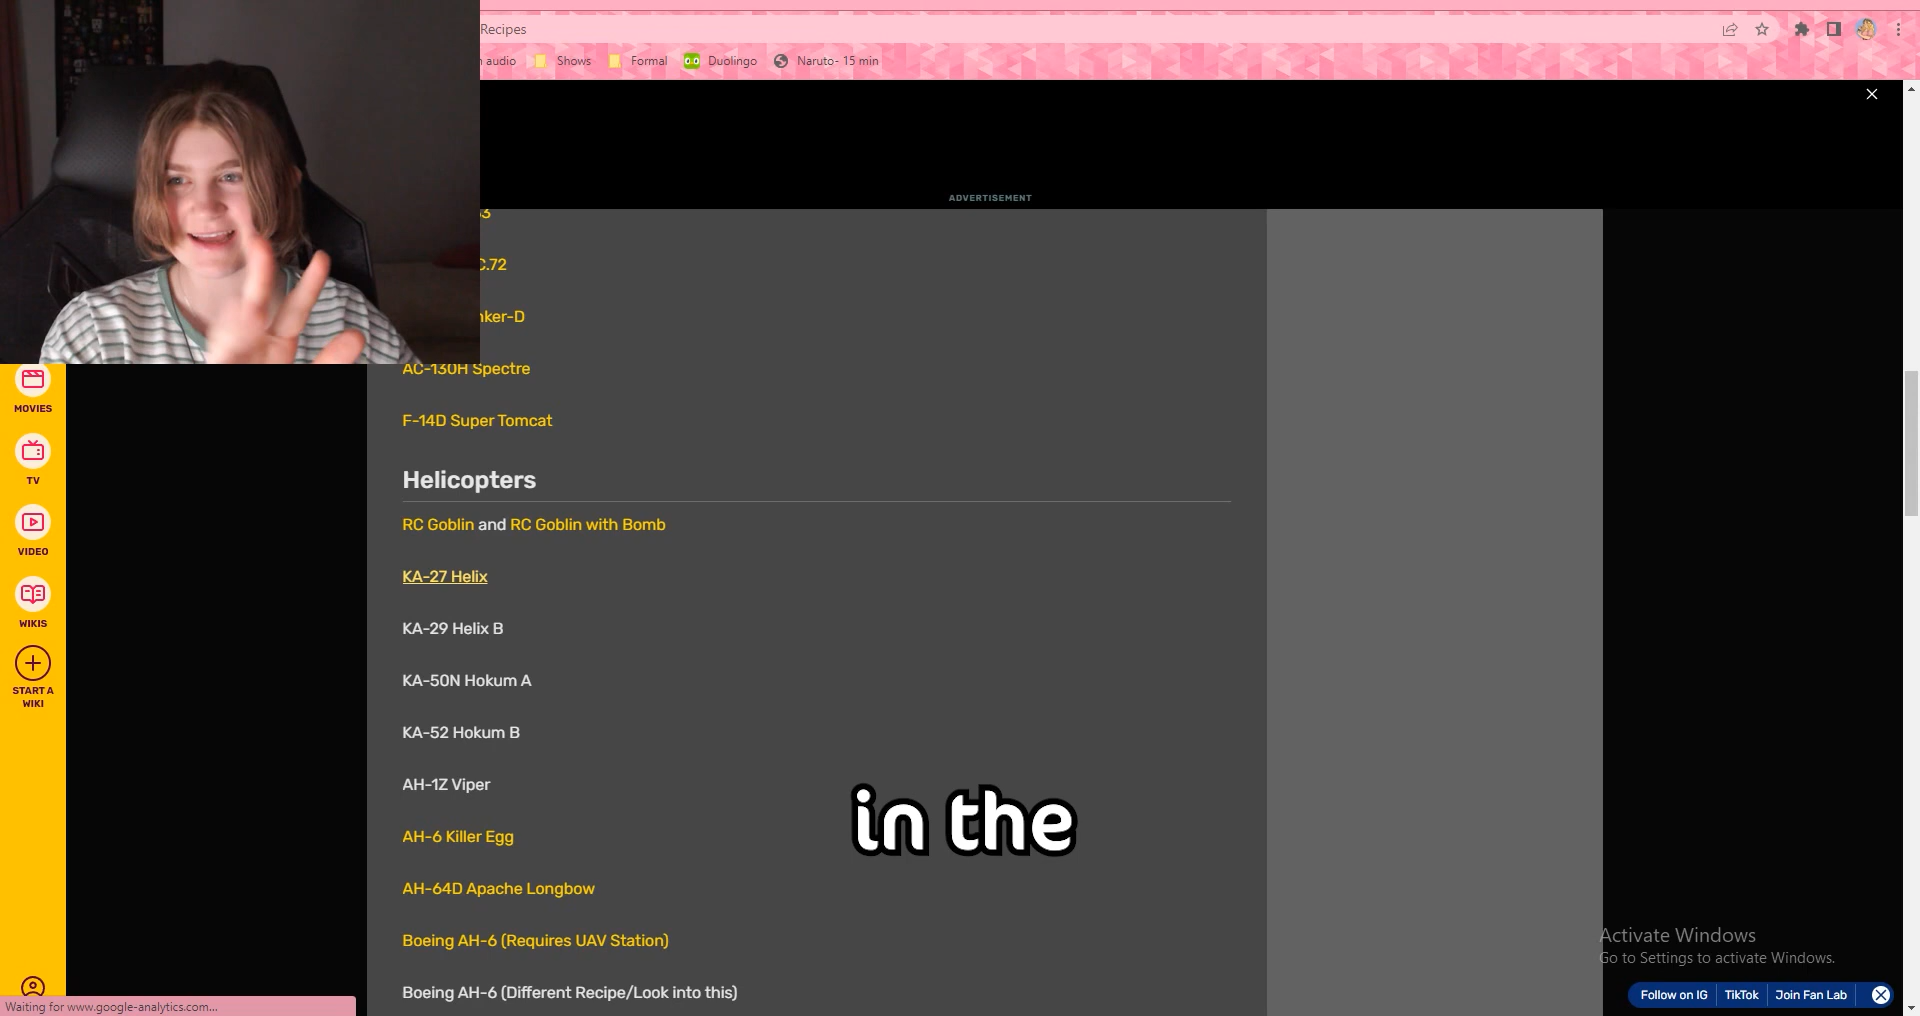 Recipes
audio
Shows
Formal
Duolingo
Naruto- 15 min
ADVERTISEMENT
C.72
nker-D
AC-130H Spectre
F-14D Super Tomcat
Helicopters
RC Goblin and RC Goblin with Bomb
KA-27 Helix
KA-29 Helix B
KA-50N Hokum A
KA-52 Hokum B
AH-1Z Viper
in the
AH-6 Killer Egg
AH-64D Apache Longbow
Boeing AH-6 (Requires UAV Station)
Boeing AH-6 (Different Recipe/Look into this)
MOVIES
TV
VIDEO
WIKIS
START A
WIKI
Activate Windows
Go to Settings to activate Windows.
Follow on IG
TikTok
Join Fan Lab
Waiting for www.google-analytics.com...